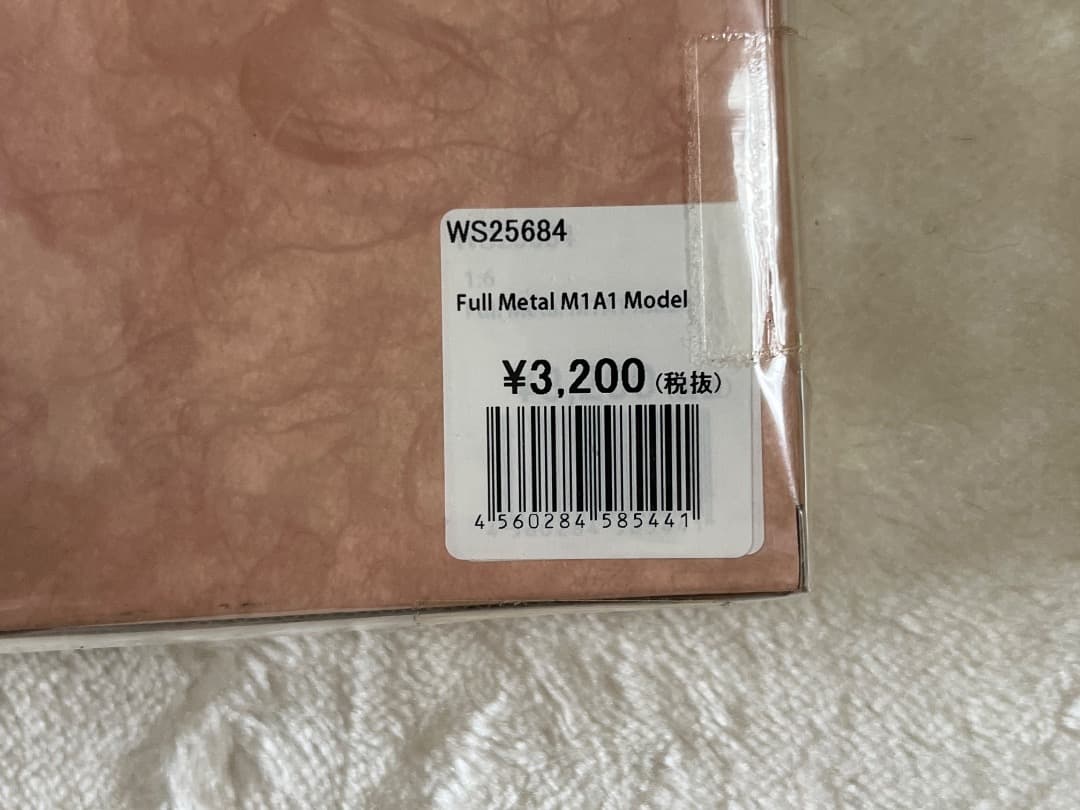 WS25684
1:6
Full Metal M1A1 Model
¥3,200(税抜)
4 560284 585441